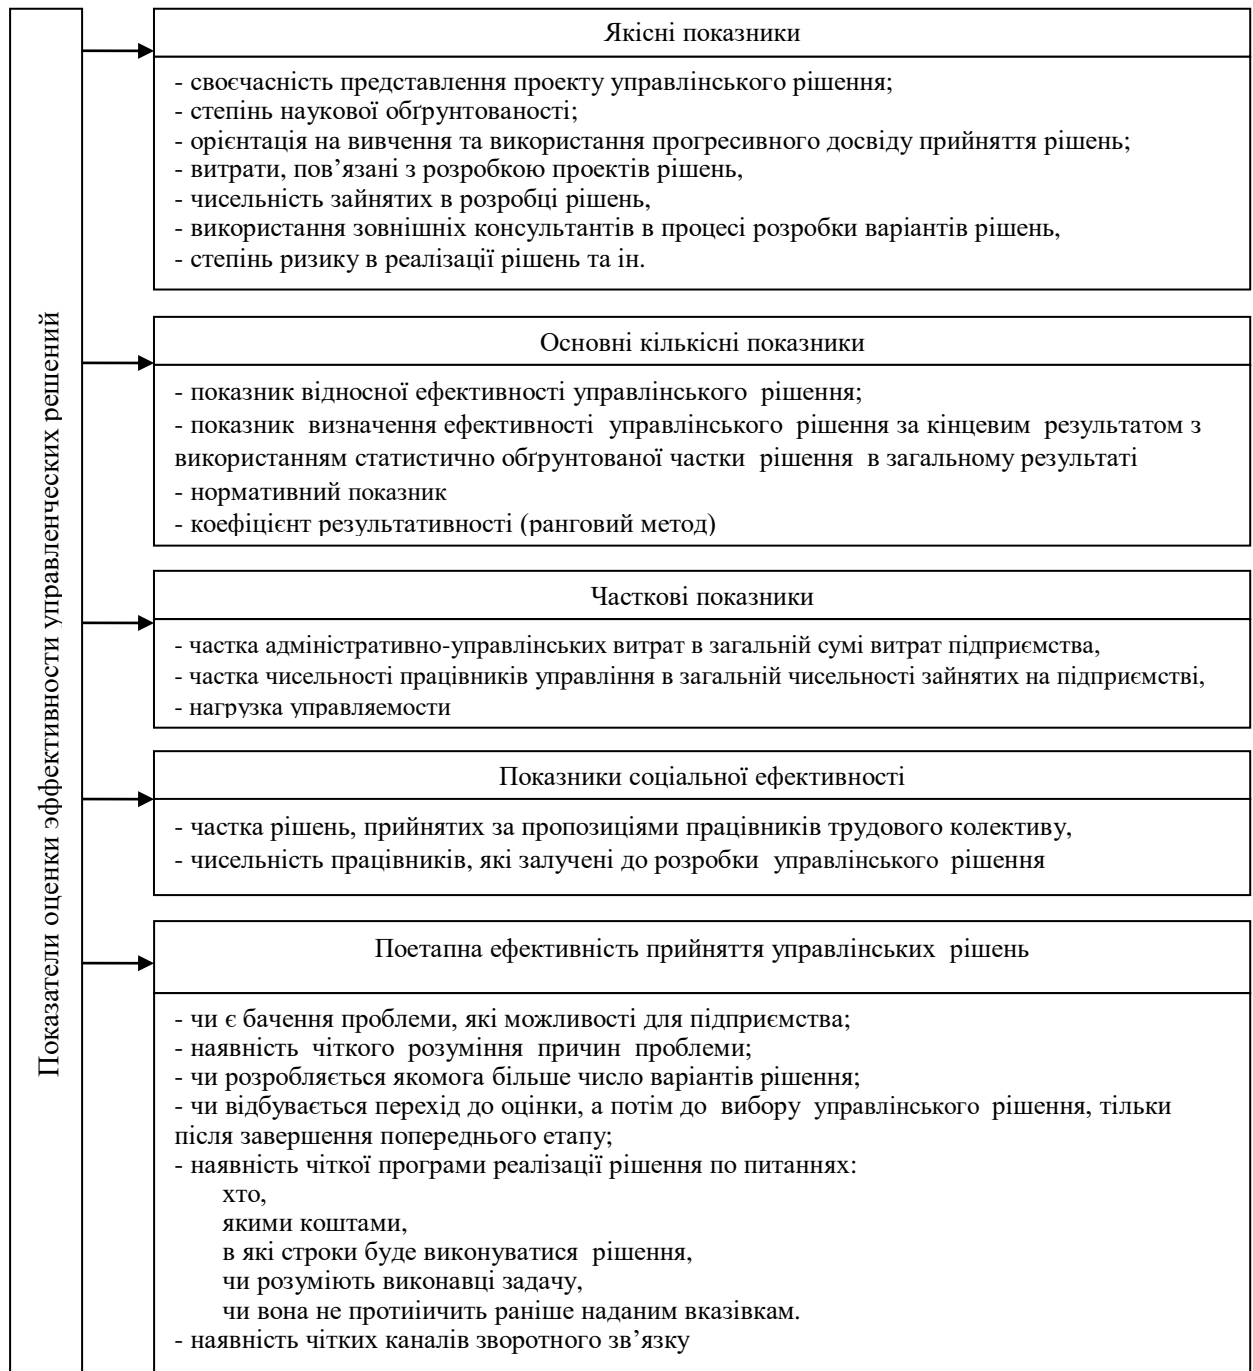 Показатели оценки эффективности управленческих решений
Якісні показники
- своєчасність представлення проекту управлінського рішення;
- степінь наукової обґрунтованості;
- орієнтація на вивчення та використання прогресивного досвіду прийняття рішень;
- витрати, пов’язані з розробкою проектів рішень,
- чисельність зайнятих в розробці рішень,
- використання зовнішніх консультантів в процесі розробки варіантів рішень,
- степінь ризику в реалізації рішень та ін.
Основні кількісні показники
- показник відносної ефективності управлінського рішення;
- показник визначення ефективності управлінського рішення за кінцевим результатом з
використанням статистично обґрунтованої частки рішення в загальному результаті
- нормативний показник
- коефіцієнт результативності (ранговий метод)
Часткові показники
- частка адміністративно-управлінських витрат в загальній сумі витрат підприємства,
- частка чисельності працівників управління в загальній чисельності зайнятих на підприємстві,
- нагрузка управляемости
Показники соціальної ефективності
- частка рішень, прийнятих за пропозиціями працівників трудового колективу,
- чисельність працівників, які залучені до розробки управлінського рішення
Поетапна ефективність прийняття управлінських рішень
- чи є бачення проблеми, які можливості для підприємства;
- наявність чіткого розуміння причин проблеми;
- чи розробляється якомога більше число варіантів рішення;
- чи відбувається перехід до оцінки, а потім до вибору управлінського рішення, тільки
після завершення попереднього етапу;
- наявність чіткої програми реалізації рішення по питаннях:
хто,
якими коштами,
в які строки буде виконуватися рішення,
чи розуміють виконавці задачу,
чи вона не протиіичить раніше наданим вказівкам.
- наявність чітких каналів зворотного зв’язку